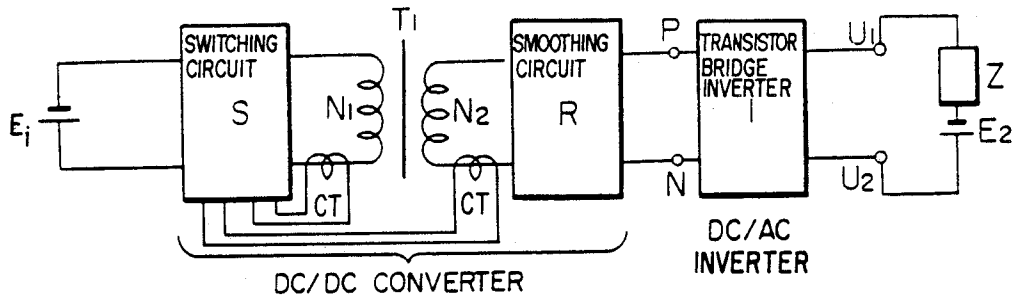 T1
SWITCHING
CIRCUIT
S
N1
N2
SMOOTHING
CIRCUIT
R
P
TRANSISTOR
BRIDGE
INVERTER
I
U1
Z
Ei
E2
CT
CT
N
U2
DC/AC
INVERTER
DC/DC CONVERTER